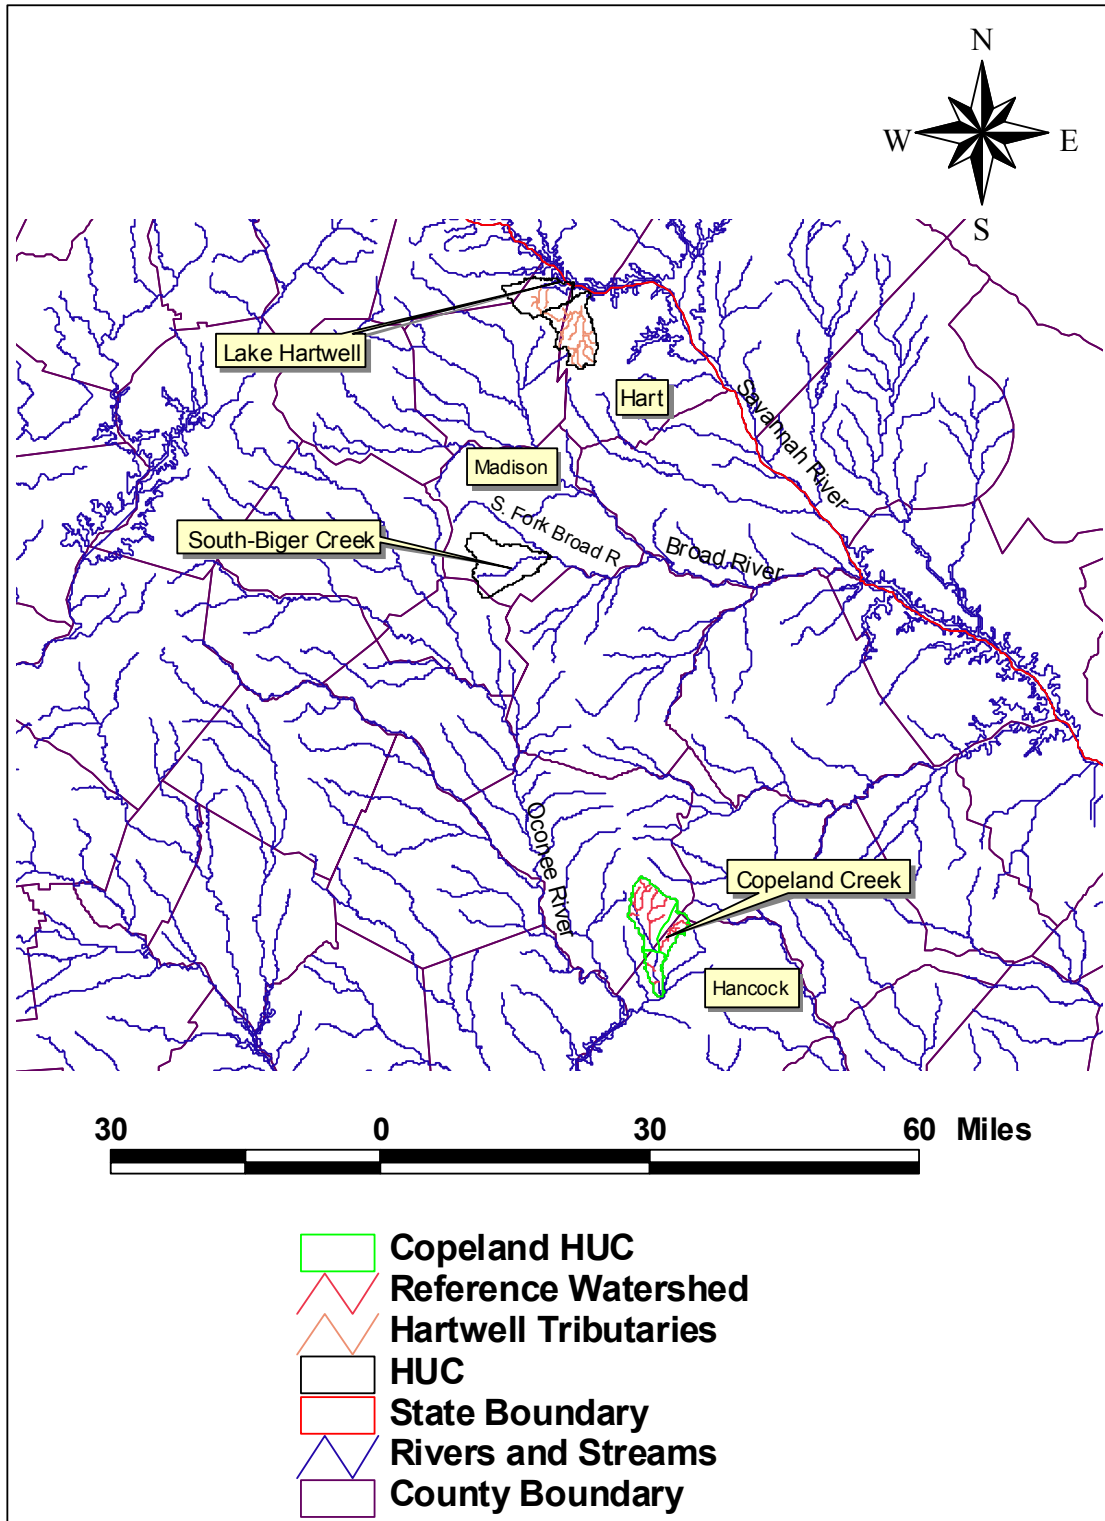 N
W
E
S
Lake Hartwell
Hart
Savannah River
Madison
S. Fork Broad R
South-Biger Creek
Broad River
Oconee River
Copeland Creek
Hancock
30 0 30 60 Miles
Copeland HUC
Reference Watershed
Hartwell Tributaries
HUC
State Boundary
Rivers and Streams
County Boundary